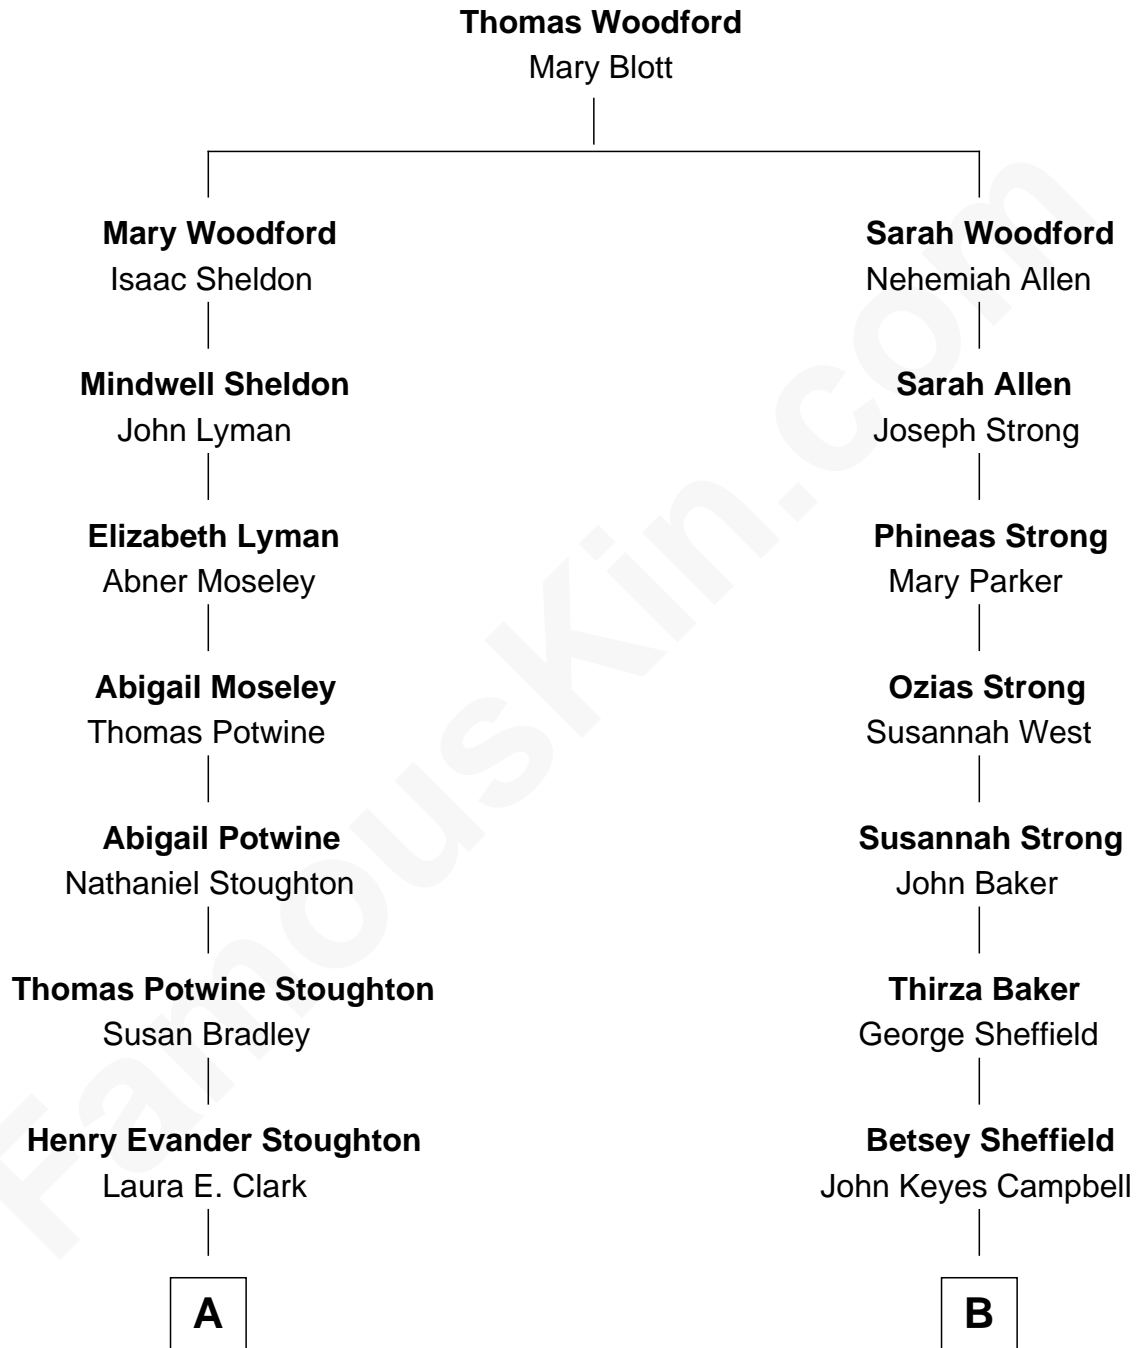 Thomas Woodford
Mary Blott
Mary Woodford
Isaac Sheldon
Mindwell Sheldon
John Lyman
Elizabeth Lyman
Abner Moseley
Abigail Moseley
Thomas Potwine
Abigail Potwine
Nathaniel Stoughton
Thomas Potwine Stoughton
Susan Bradley
Henry Evander Stoughton
Laura E. Clark
A
Sarah Woodford
Nehemiah Allen
Sarah Allen
Joseph Strong
Phineas Strong
Mary Parker
Ozias Strong
Susannah West
Susannah Strong
John Baker
Thirza Baker
George Sheffield
Betsey Sheffield
John Keyes Campbell
B
FamousKin.com